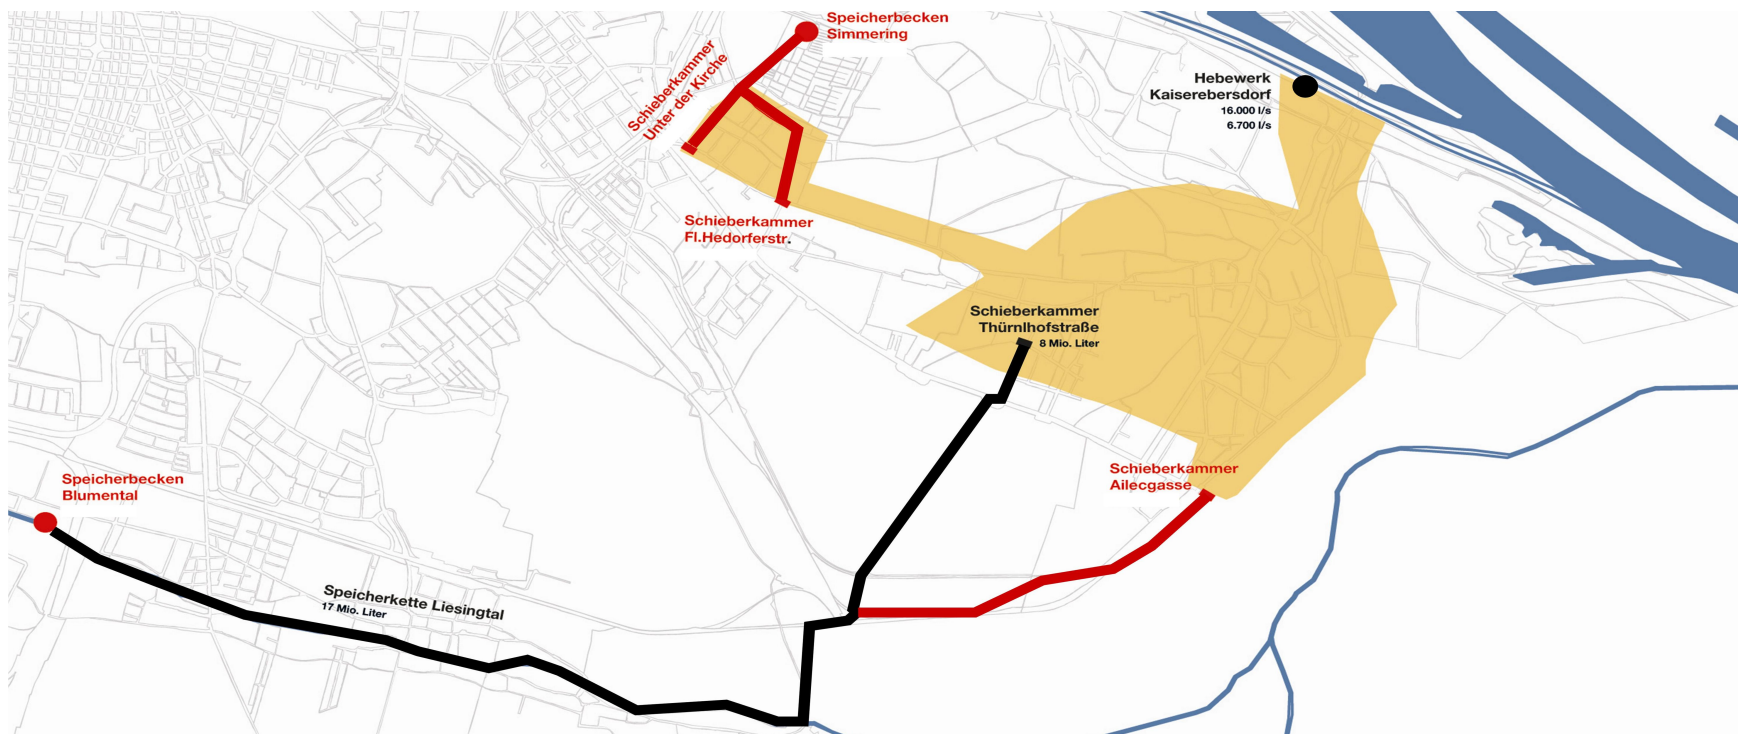 Speicherbecken
Simmering
Schieberkammer
Unter der Kirche
Hebewerk
Kaiserebersdorf
16.000 l/s
6.700 l/s
Schieberkammer
Fl.Hedorferstr.
Schieberkammer
Thürnlhofstraße
8 Mio. Liter
Schieberkammer
Ailecgasse
Speicherbecken
Blumental
Speicherkette Liesingtal
17 Mio. Liter